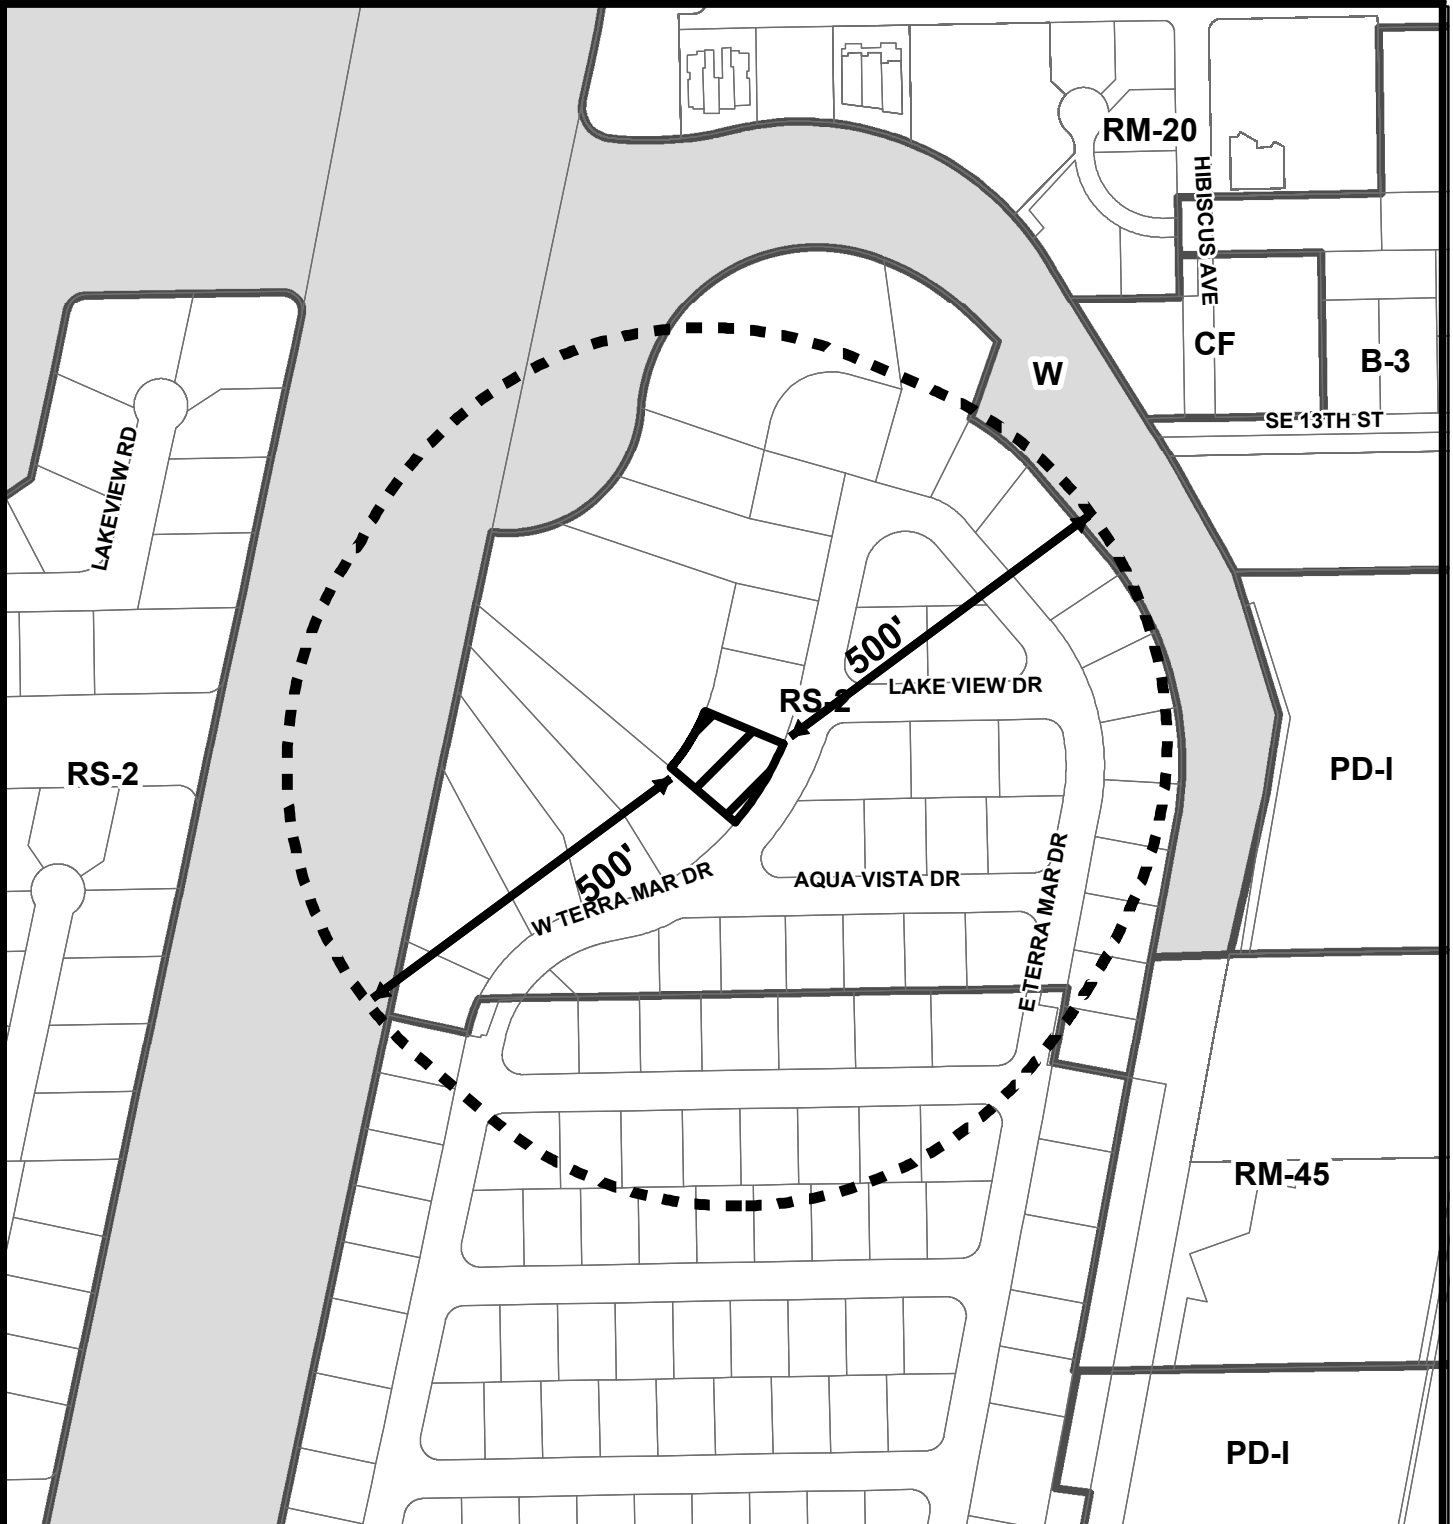 RM-20
HIBISCUS AVE
CF
W
B-3
SE 13TH ST
LAKEVIEW RD
500'
LAKE VIEW DR
RS-2
RS-2
PD-I
500'
W TERRA MAR DR
AQUA VISTA DR
E TERRA MAR DR
RM-45
PD-I